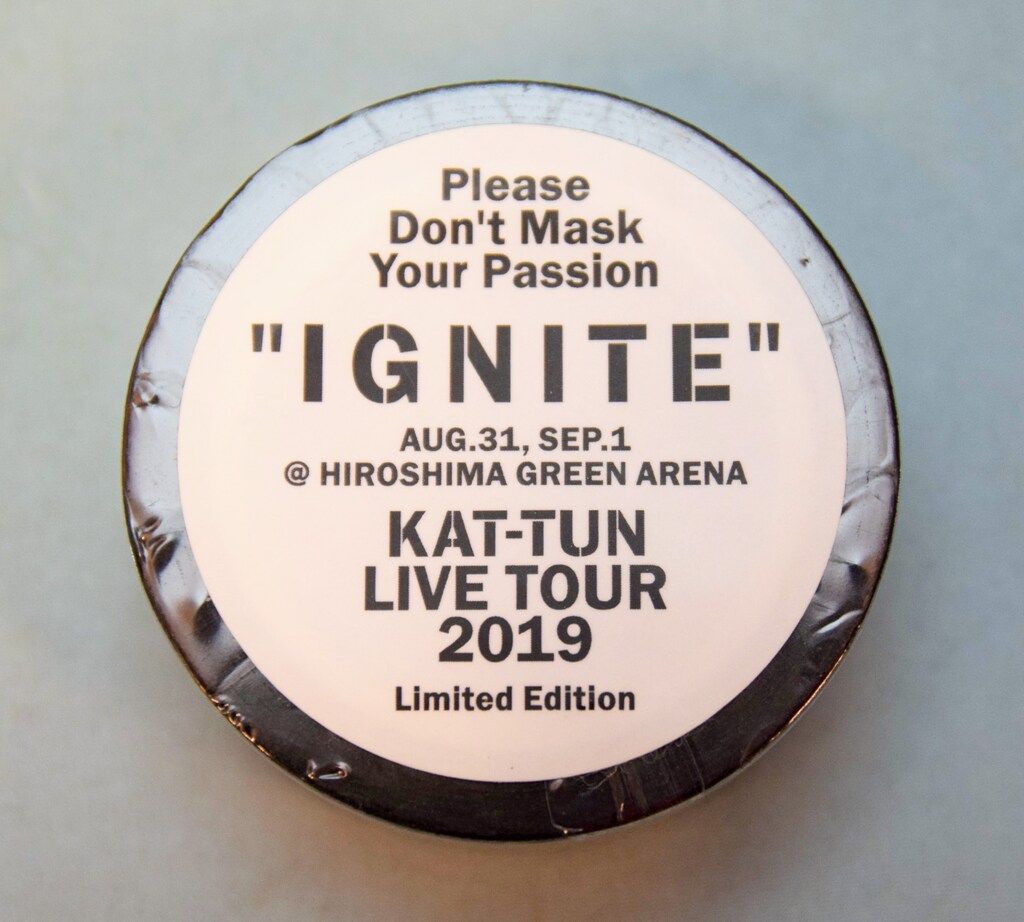 Please
Don't Mask
Your Passion
"IGNITE"
AUG.31, SEP.1
@ HIROSHIMA GREEN ARENA
KAT-TUN
LIVE TOUR
2019
Limited Edition